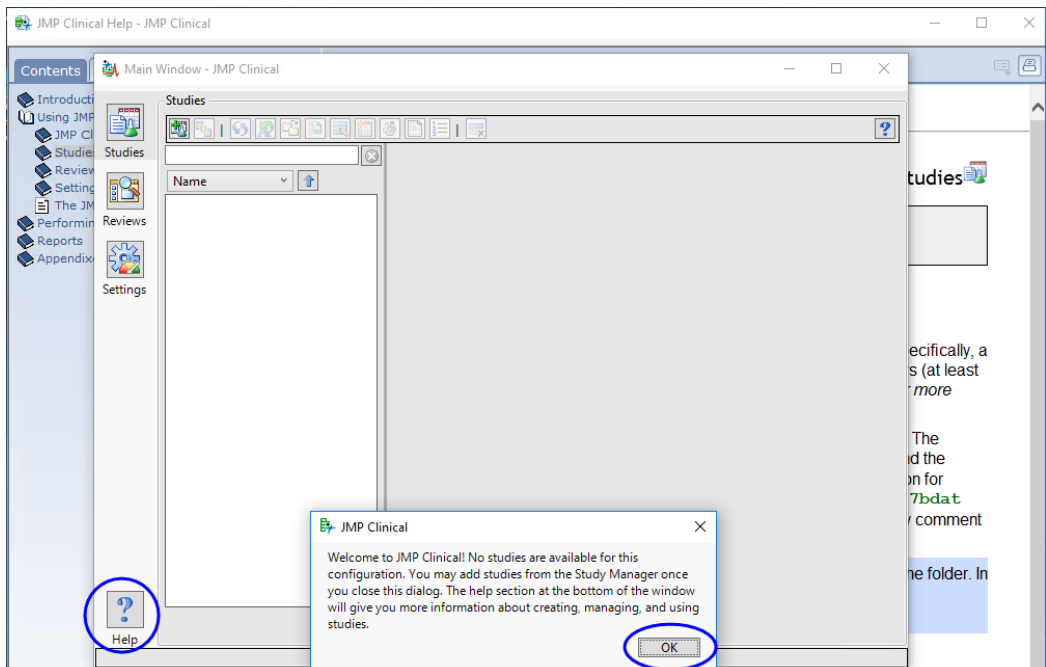 JMP Clinical Help - JMP Clinical
Contents
Main Window - JMP Clinical
Introducti
Using JMP
JMP Cl
Studie
Review
Setting
The JM
Performin
Reports
Appendix
Studies
Reviews
Settings
Help
Studies
Name
tudies
ecifically, a
s (at least
more
The
d the
n for
7bdat
comment
ne folder. In
JMP Clinical
Welcome to JMP Clinical! No studies are available for this
configuration. You may add studies from the Study Manager once
you close this dialog. The help section at the bottom of the window
will give you more information about creating, managing, and using
studies.
OK